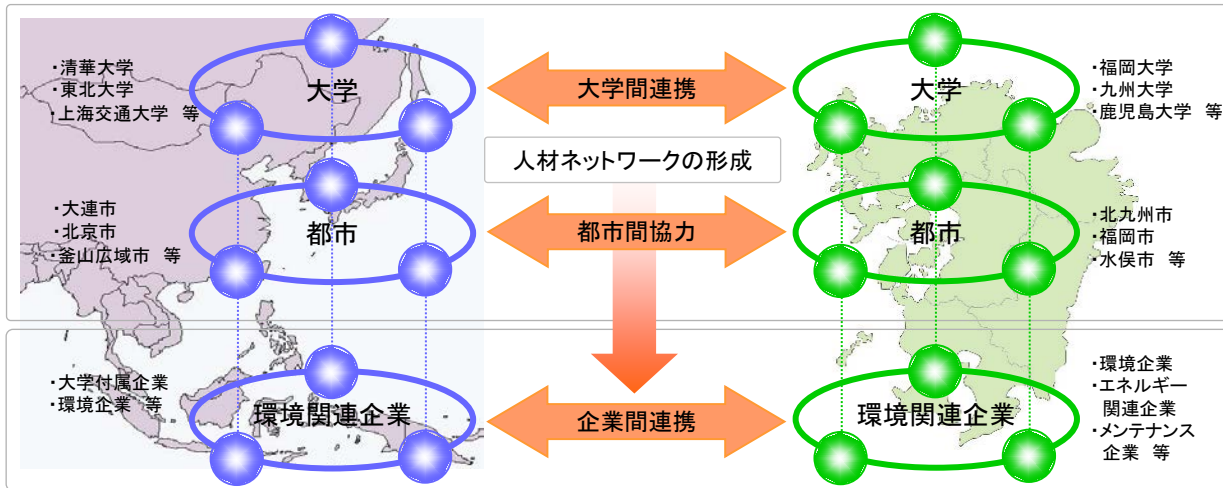 ・清華大学
・東北大学
・上海交通大学 等
大学
大学間連携
大学
・福岡大学
・九州大学
・鹿児島大学 等
人材ネットワークの形成
・大連市
・北京市
・釜山広域市 等
都市
都市間協力
都市
・北九州市
・福岡市
・水俣市 等
・大学付属企業
・環境企業 等
環境関連企業
企業間連携
環境関連企業
・環境企業
・エネルギー
関連企業
・メンテナンス
企業 等